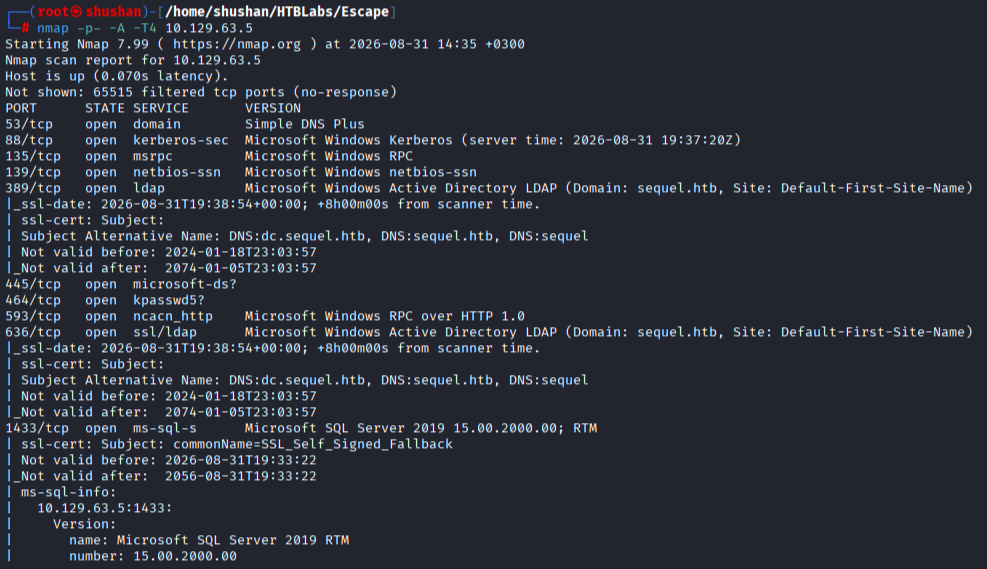 ┌──(root㉿shushan)-[/home/shushan/HTBLabs/Escape]
└─# nmap -p- -A -T4 10.129.63.5
Starting Nmap 7.99 ( https://nmap.org ) at 2026-08-31 14:35 +0300
Nmap scan report for 10.129.63.5
Host is up (0.070s latency).
Not shown: 65515 filtered tcp ports (no-response)
PORT     STATE SERVICE       VERSION
53/tcp   open  domain        Simple DNS Plus
88/tcp   open  kerberos-sec  Microsoft Windows Kerberos (server time: 2026-08-31 19:37:20Z)
135/tcp  open  msrpc         Microsoft Windows RPC
139/tcp  open  netbios-ssn   Microsoft Windows netbios-ssn
389/tcp  open  ldap          Microsoft Windows Active Directory LDAP (Domain: sequel.htb, Site: Default-First-Site-Name)
|_ssl-date: 2026-08-31T19:38:54+00:00; +8h00m00s from scanner time.
| ssl-cert: Subject:
| Subject Alternative Name: DNS:dc.sequel.htb, DNS:sequel.htb, DNS:sequel
| Not valid before: 2024-01-18T23:03:57
|_Not valid after:  2074-01-05T23:03:57
445/tcp  open  microsoft-ds?
464/tcp  open  kpasswd5?
593/tcp  open  ncacn_http    Microsoft Windows RPC over HTTP 1.0
636/tcp  open  ssl/ldap      Microsoft Windows Active Directory LDAP (Domain: sequel.htb, Site: Default-First-Site-Name)
|_ssl-date: 2026-08-31T19:38:54+00:00; +8h00m00s from scanner time.
| ssl-cert: Subject:
| Subject Alternative Name: DNS:dc.sequel.htb, DNS:sequel.htb, DNS:sequel
| Not valid before: 2024-01-18T23:03:57
|_Not valid after:  2074-01-05T23:03:57
1433/tcp open  ms-sql-s      Microsoft SQL Server 2019 15.00.2000.00; RTM
| ssl-cert: Subject: commonName=SSL_Self_Signed_Fallback
| Not valid before: 2026-08-31T19:33:22
|_Not valid after:  2056-08-31T19:33:22
| ms-sql-info:
|   10.129.63.5:1433:
|     Version:
|       name: Microsoft SQL Server 2019 RTM
|       number: 15.00.2000.00